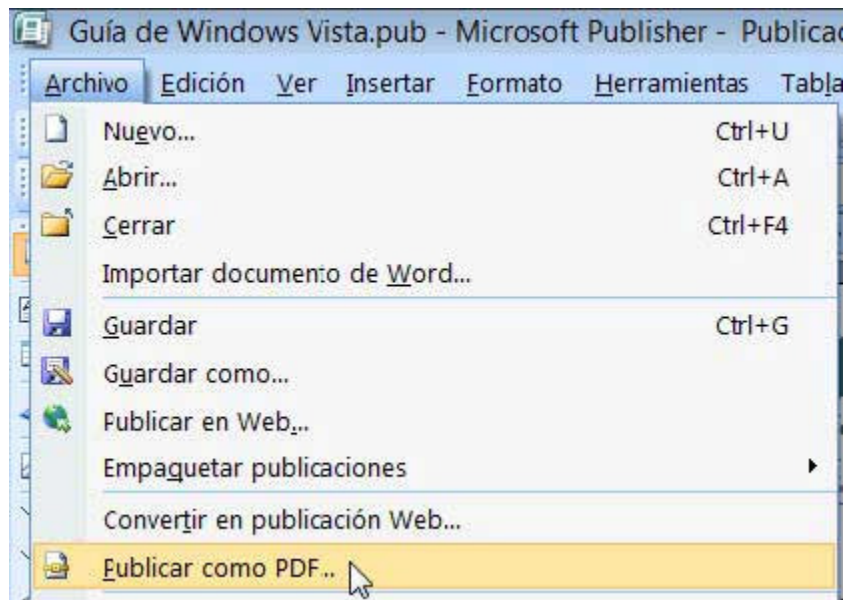 Guía de Windows Vista.pub - Microsoft Publisher - Publicac
Archivo Edición Ver Insertar Formato Herramientas Tabla
Nuevo... Ctrl+U
Abrir... Ctrl+A
Cerrar Ctrl+F4
Importar documento de Word...
Guardar Ctrl+G
Guardar como...
Publicar en Web...
Empaquetar publicaciones
Convertir en publicación Web...
Publicar como PDF...